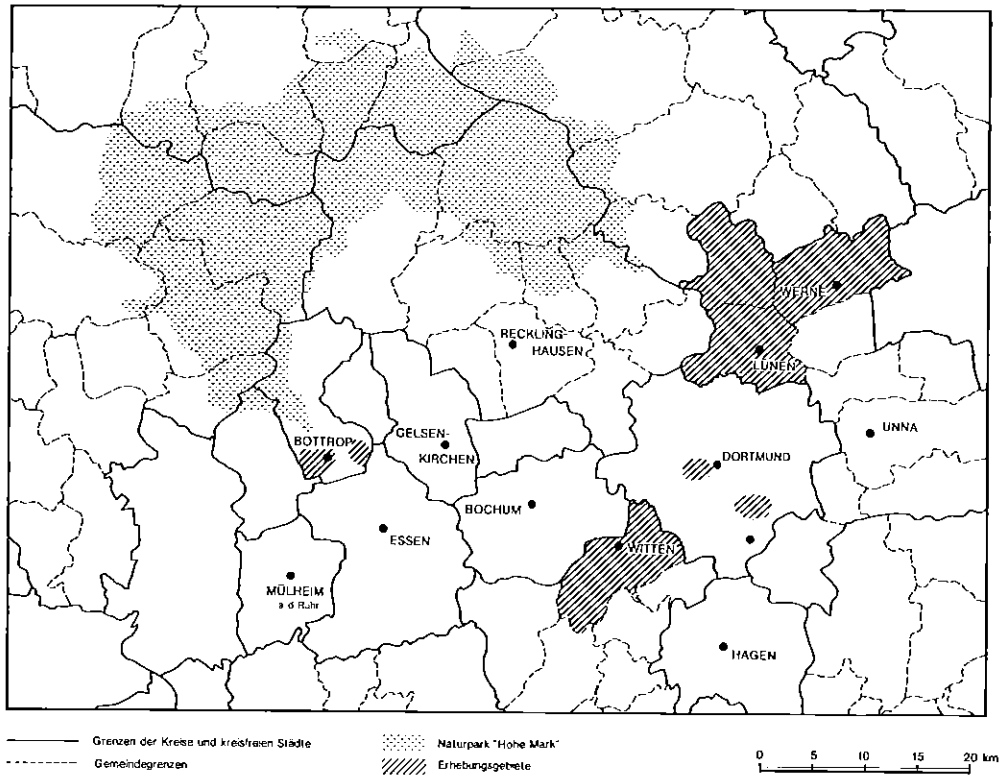 WERNE
RECKLING-
HAUSEN
LÜNEN
BOTTROP
GELSEN-
KIRCHEN
UNNA
DORTMUND
BOCHUM
ESSEN
WITTEN
MÜLHEIM
a d Ruhr
HAGEN
Grenzen der Kreise und kreisfreien Städte
Gemeindegrenzen
Naturpark "Hohe Mark"
Erhebungsgebiete
0 5 10 15 20 km